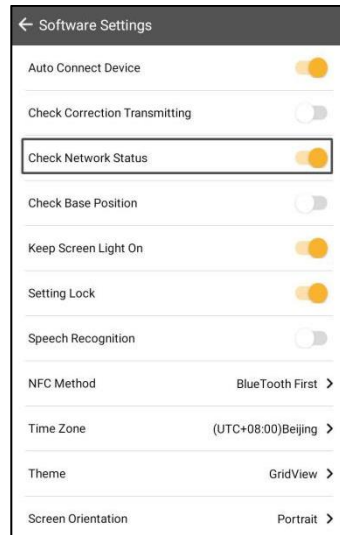 Software Settings
Auto Connect Device
Check Correction Transmitting
Check Network Status
Check Base Position
Keep Screen Light On
Setting Lock
Speech Recognition
NFC Method BlueTooth First
Time Zone (UTC+08:00)Beijing
Theme GridView
Screen Orientation Portrait